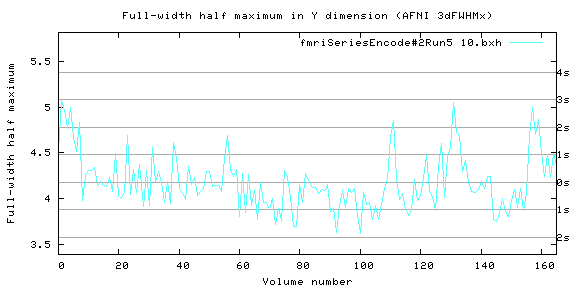 Full-width half maximum in Y dimension (AFNI 3dFWHMx)
fmriSeriesEncode#2Run5 10.bxh
Full-width half maximum
5.5
5
4.5
4
3.5
4s
3s
2s
1s
0s
1s
2s
0 20 40 60 80 100 120 140 160
Volume number